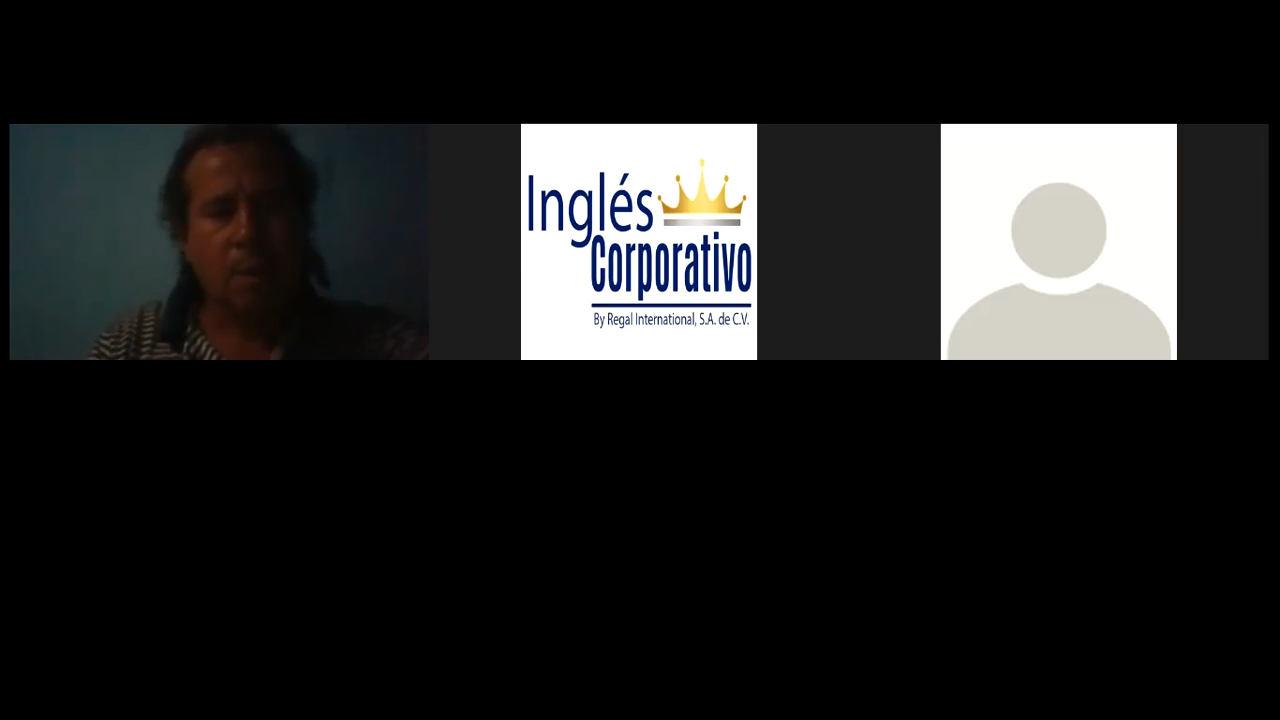 Inglés
Corporativo
By Regal International, S.A. de C.V.